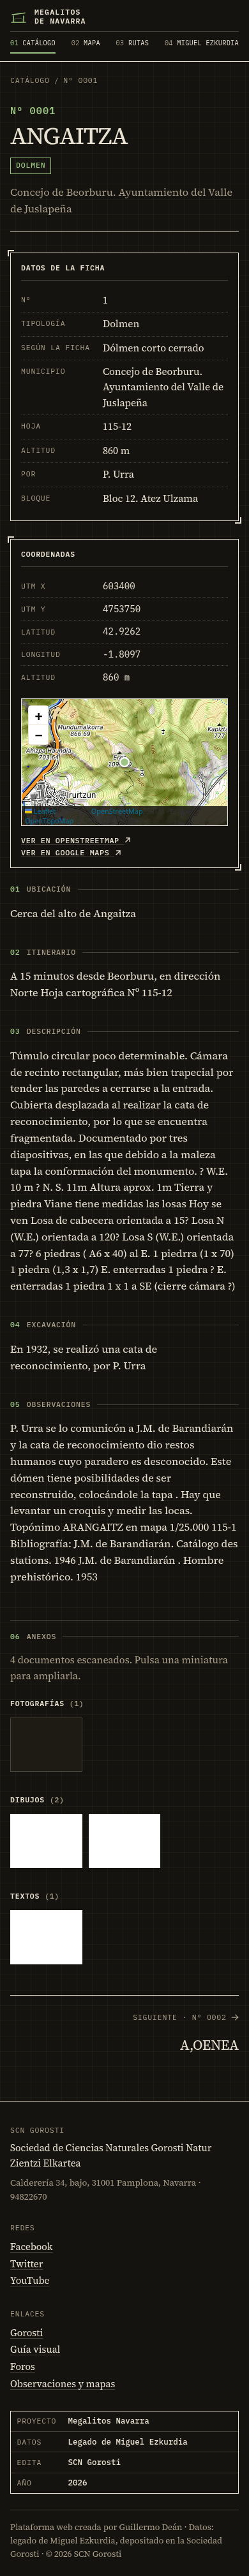 MEGALITOS
DE NAVARRA
01 CATÁLOGO 02 MAPA 03 RUTAS 04 MIGUEL EZKURDIA
CATÁLOGO / Nº 0001
Nº 0001
ANGAITZA
DOLMEN
Concejo de Beorburu. Ayuntamiento del Valle
de Juslapeña
DATOS DE LA FICHA
Nº 1
TIPOLOGÍA Dolmen
SEGÚN LA FICHA Dólmen corto cerrado
MUNICIPIO Concejo de Beorburu.
Ayuntamiento del Valle de
Juslapeña
HOJA 115-12
ALTITUD 860 m
POR P. Urra
BLOQUE Bloc 12. Atez Ulzama
COORDENADAS
UTM X 603400
UTM Y 4753750
LATITUD 42.9262
LONGITUD -1.8097
ALTITUD 860 m
+
−
Mundumalkorra
866.69
Aihzpa Haundia
Irurtzun
Leaflet OpenStreetMap
OpenTopoMap
VER EN OPENSTREETMAP ↗
VER EN GOOGLE MAPS ↗
01 UBICACIÓN
Cerca del alto de Angaitza
02 ITINERARIO
A 15 minutos desde Beorburu, en dirección
Norte Hoja cartográfica Nº 115-12
03 DESCRIPCIÓN
Túmulo circular poco determinable. Cámara
de recinto rectangular, más bien trapecial por
tender las paredes a cerrarse a la entrada.
Cubierta desplazada al realizar la cata de
reconocimiento, por lo que se encuentra
fragmentada. Documentado por tres
diapositivas, en las que debido a la maleza
tapa la conformación del monumento. ? W.E.
10 m ? N. S. 11m Altura aprox. 1m Tierra y
piedra Viane tiene medidas las losas Hoy se
ven Losa de cabecera orientada a 15? Losa N
(W.E.) orientada a 120? Losa S (W.E.) orientada
a 77? 6 piedras ( A6 x 40) al E. 1 piedrra (1 x 70)
1 piedra (1,3 x 1,7) E. enterradas 1 piedra ? E.
enterradas 1 piedra 1 x 1 a SE (cierre cámara ?)
04 EXCAVACIÓN
En 1932, se realizó una cata de
reconocimiento, por P. Urra
05 OBSERVACIONES
P. Urra se lo comunicón a J.M. de Barandiarán
y la cata de reconocimiento dio restos
humanos cuyo paradero es desconocido. Este
dómen tiene posibilidades de ser
reconstruido, colocándole la tapa . Hay que
levantar un croquis y medir las locas.
Topónimo ARANGAITZ en mapa 1/25.000 115-1
Bibliografía: J.M. de Barandiarán. Catálogo des
stations. 1946 J.M. de Barandiarán . Hombre
prehistórico. 1953
06 ANEXOS
4 documentos escaneados. Pulsa una miniatura
para ampliarla.
FOTOGRAFÍAS (1)
DIBUJOS (2)
TEXTOS (1)
SIGUIENTE · Nº 0002 →
A,OENEA
SCN GOROSTI
Sociedad de Ciencias Naturales Gorosti Natur
Zientzi Elkartea
Calderería 34, bajo, 31001 Pamplona, Navarra ·
94822670
REDES
Facebook
Twitter
YouTube
ENLACES
Gorosti
Guía visual
Foros
Observaciones y mapas
PROYECTO Megalitos Navarra
DATOS Legado de Miguel Ezkurdia
EDITA SCN Gorosti
AÑO 2026
Plataforma web creada por Guillermo Deán · Datos:
legado de Miguel Ezkurdia, depositado en la Sociedad
Gorosti · © 2026 SCN Gorosti